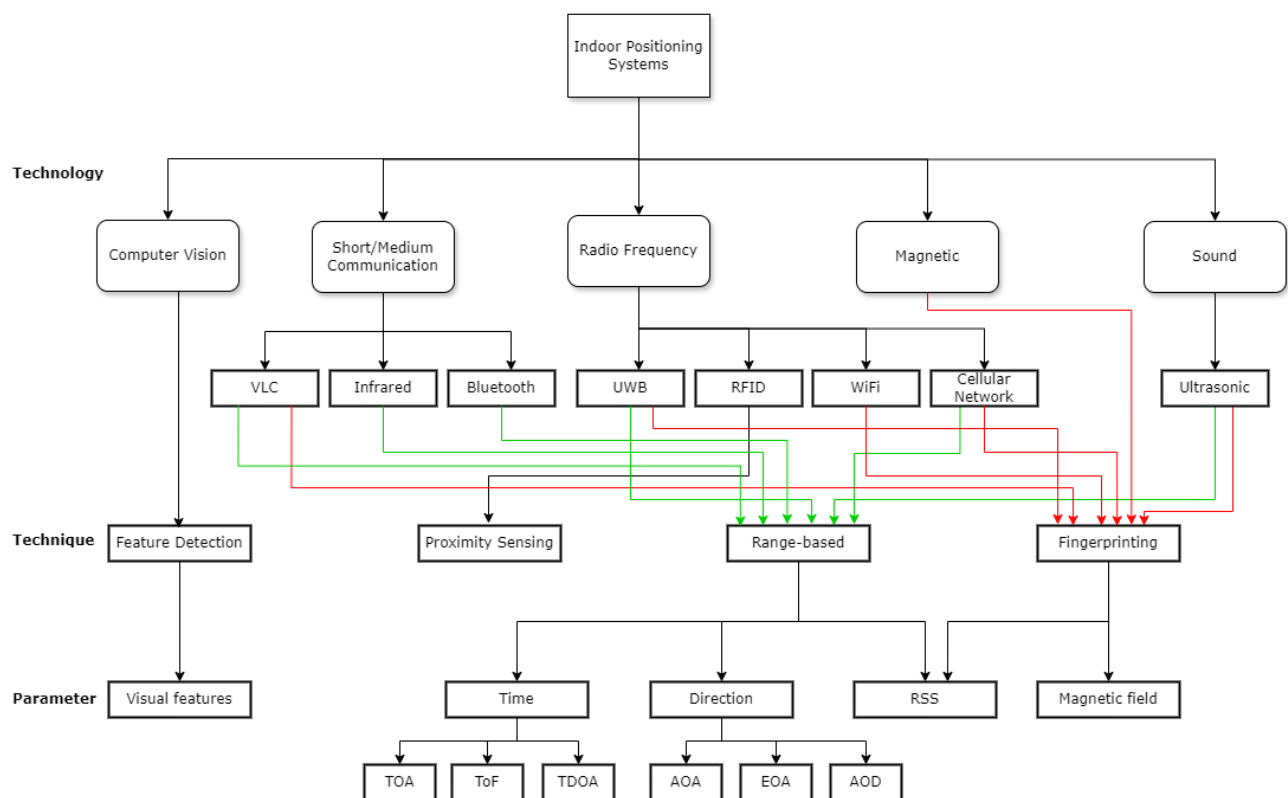 Indoor Positioning
Systems
Technology
Computer Vision
Short/Medium
Communication
Radio Frequency
Magnetic
Sound
VLC
Infrared
Bluetooth
UWB
RFID
WiFi
Cellular
Network
Ultrasonic
Technique
Feature Detection
Proximity Sensing
Range-based
Fingerprinting
Parameter
Visual features
Time
Direction
RSS
Magnetic field
TOA
ToF
TDOA
AOA
EOA
AOD